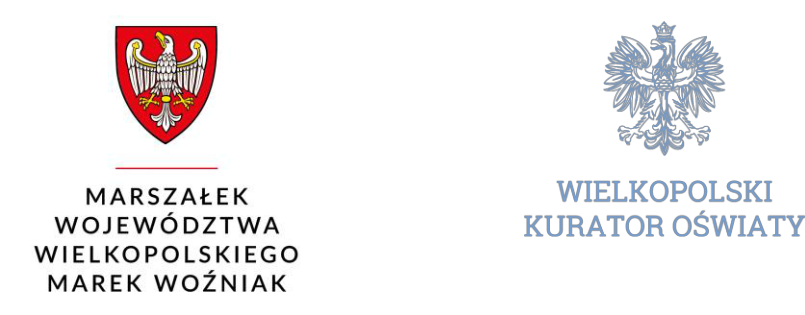 MARSZAŁEK
WOJEWÓDZTWA
WIELKOPOLSKIEGO
MAREK WOŹNIAK
WIELKOPOLSKI
KURATOR OŚWIATY